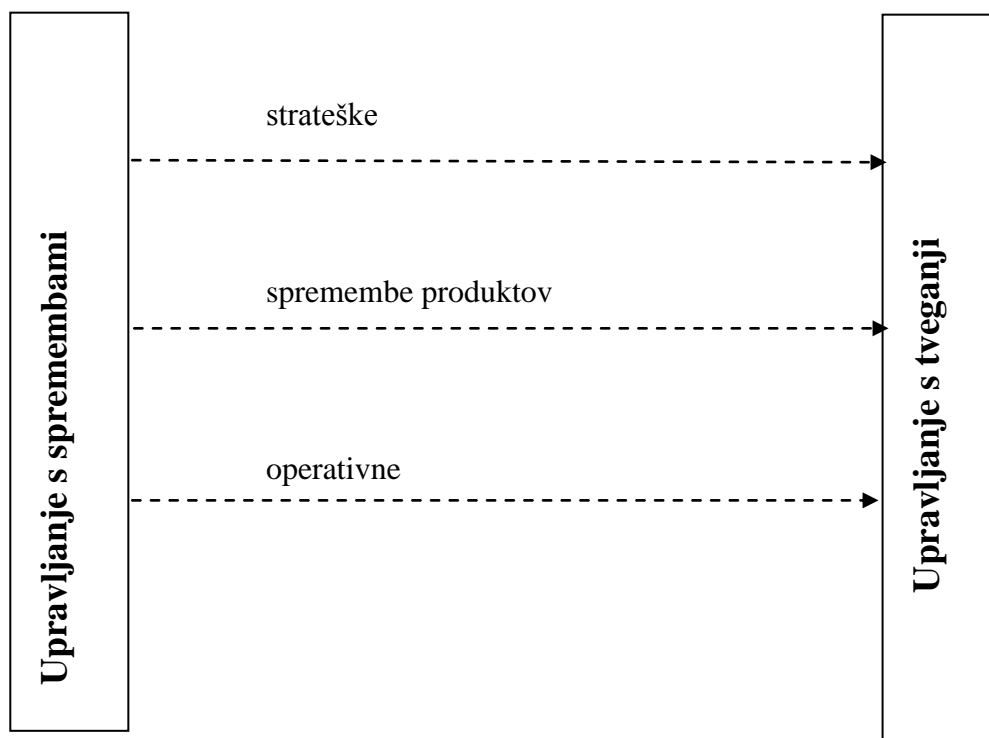 Upravljanje s spremembami
strateške
spremembe produktov
operativne
Upravljanje s tveganji